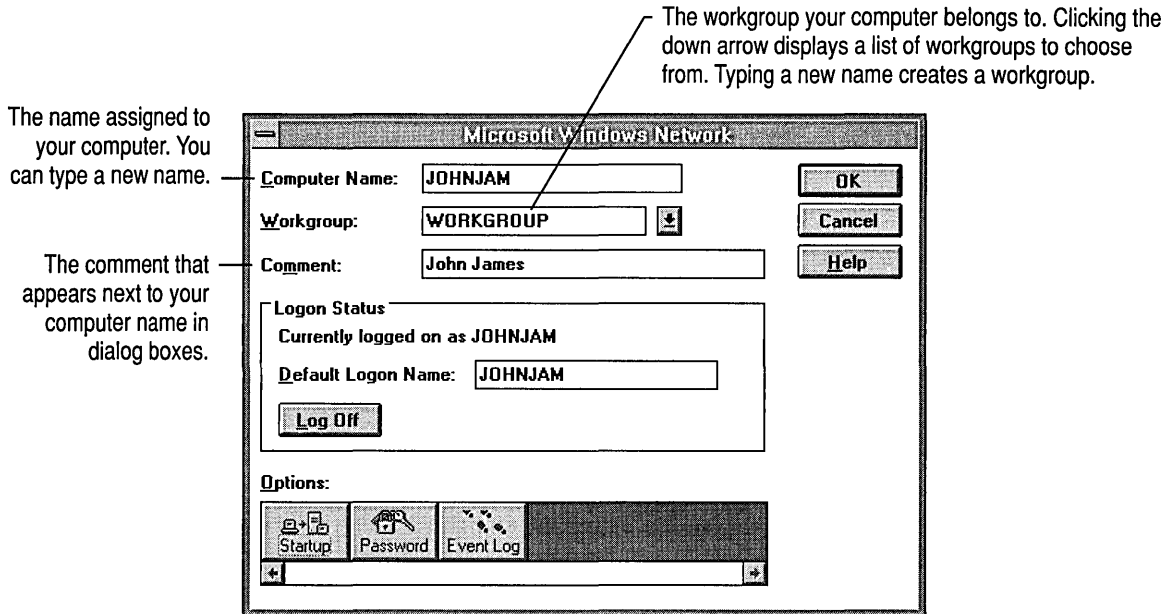 The workgroup your computer belongs to. Clicking the
down arrow displays a list of workgroups to choose
from. Typing a new name creates a workgroup.
The name assigned to
your computer. You
can type a new name.
Microsoft Windows Network
Computer Name: JOHNJAM
OK
Workgroup: WORKGROUP
Cancel
The comment that
appears next to your
computer name in
dialog boxes.
Comment: John James
Help
Logon Status
Currently logged on as JOHNJAM
Default Logon Name: JOHNJAM
Log Off
Options:
Startup Password Event Log